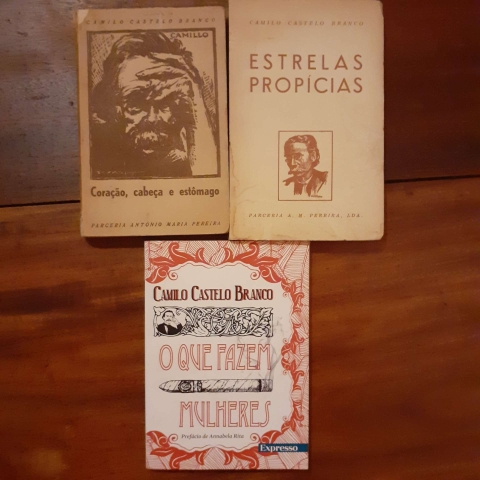 CAMILO CASTELO BRANCO
CAMILLO
Coração, cabeça e estômago
PARCERIA ANTÓNIO MARIA PEREIRA
CAMILO CASTELO BRANCO
ESTRELAS
PROPÍCIAS
PARCERIA A. M. PEREIRA, LDA.
CAMILO CASTELO BRANCO
O QUE FAZEM
MULHERES
Prefácio de Annabela Rita
Expresso